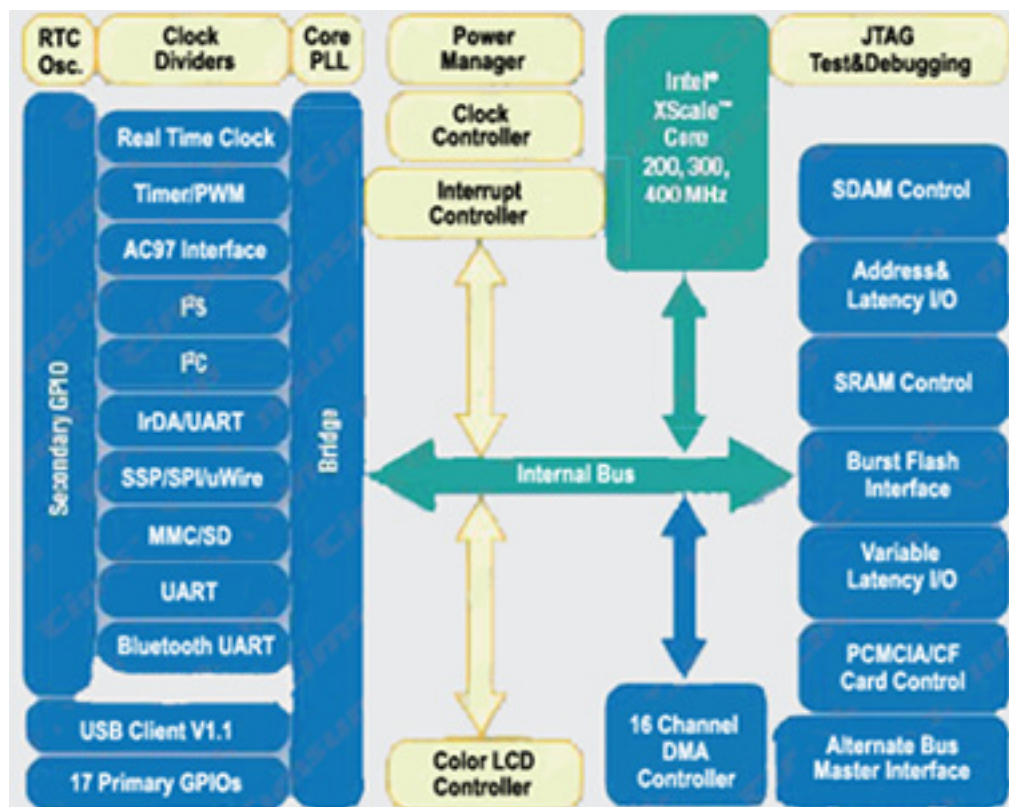 RTC
Osc.
Clock
Dividers
Core
PLL
Power
Manager
Intel®
XScale™
Core
200, 300,
400 MHz
JTAG
Test&Debugging
Clock
Controller
Interrupt
Controller
Secondary GPIO
Real Time Clock
Timer/PWM
AC97 Interface
I²S
I²C
IrDA/UART
SSP/SPI/uWire
MMC/SD
UART
Bluetooth UART
USB Client V1.1
17 Primary GPIOs
Bridge
Internal Bus
Color LCD
Controller
16 Channel
DMA
Controller
SDAM Control
Address&
Latency I/O
SRAM Control
Burst Flash
Interface
Variable
Latency I/O
PCMCIA/CF
Card Control
Alternate Bus
Master Interface